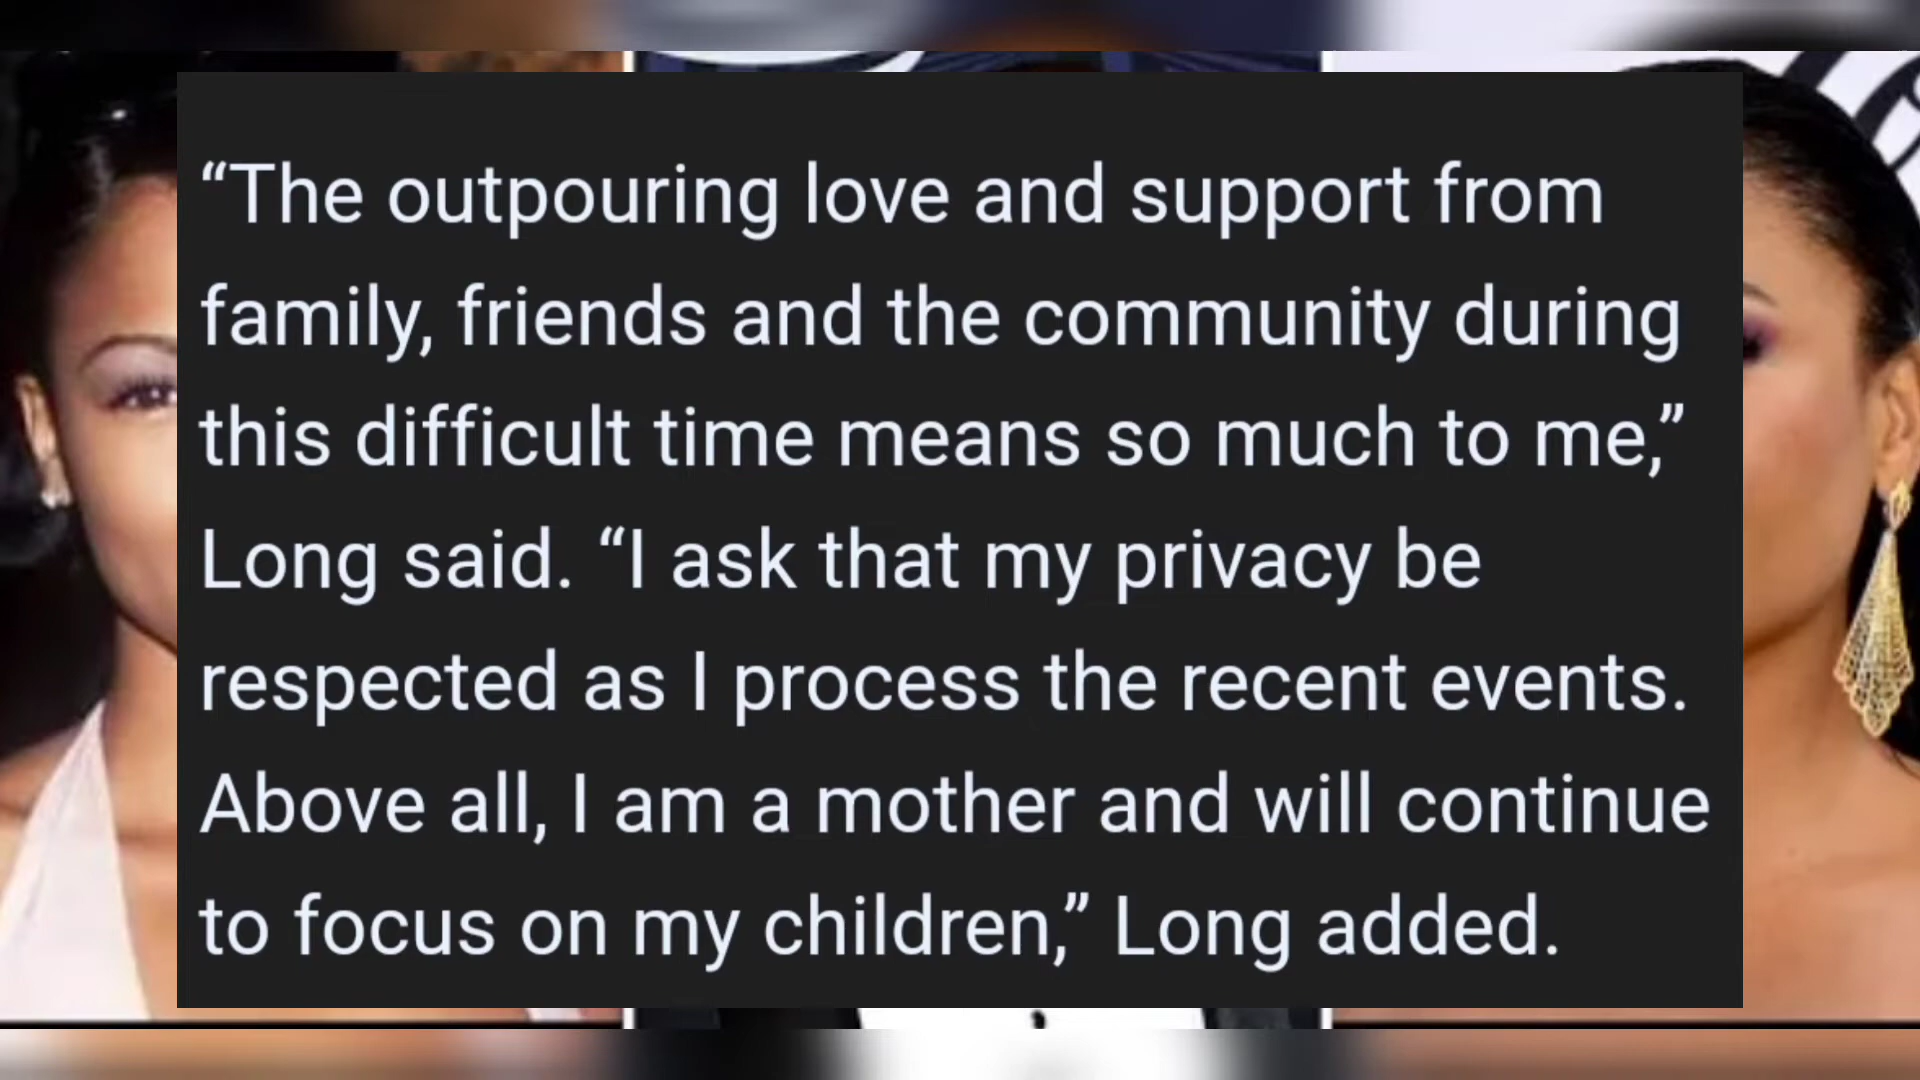 “The outpouring love and support from
family, friends and the community during
this difficult time means so much to me,”
Long said. “I ask that my privacy be
respected as I process the recent events.
Above all, I am a mother and will continue
to focus on my children,” Long added.